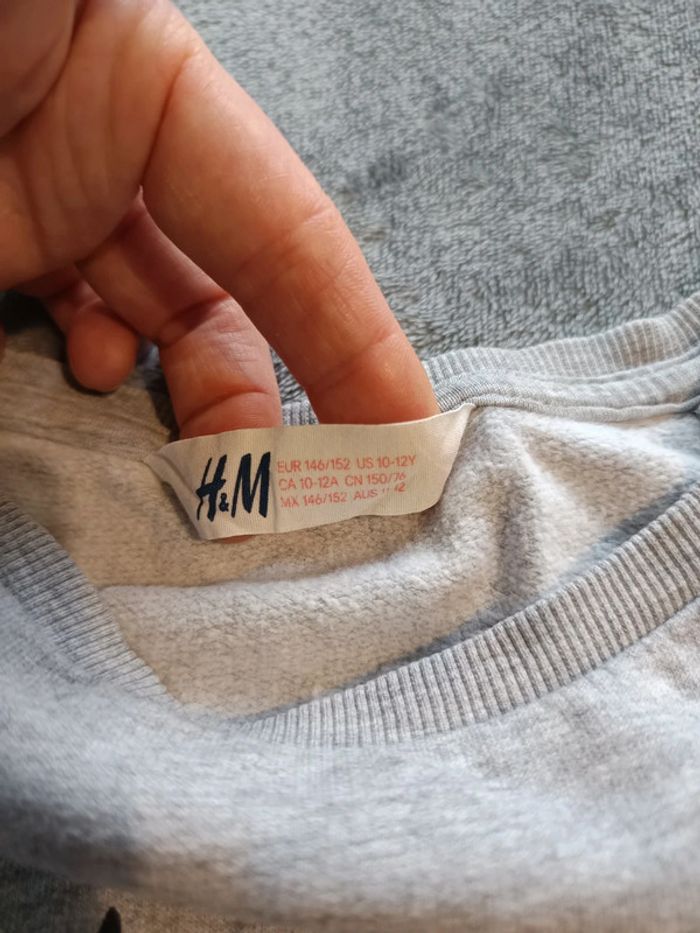 H&M
EUR 146/152 US 10-12Y
CA 10-12A CN 150/76
MX 146/152 AUS